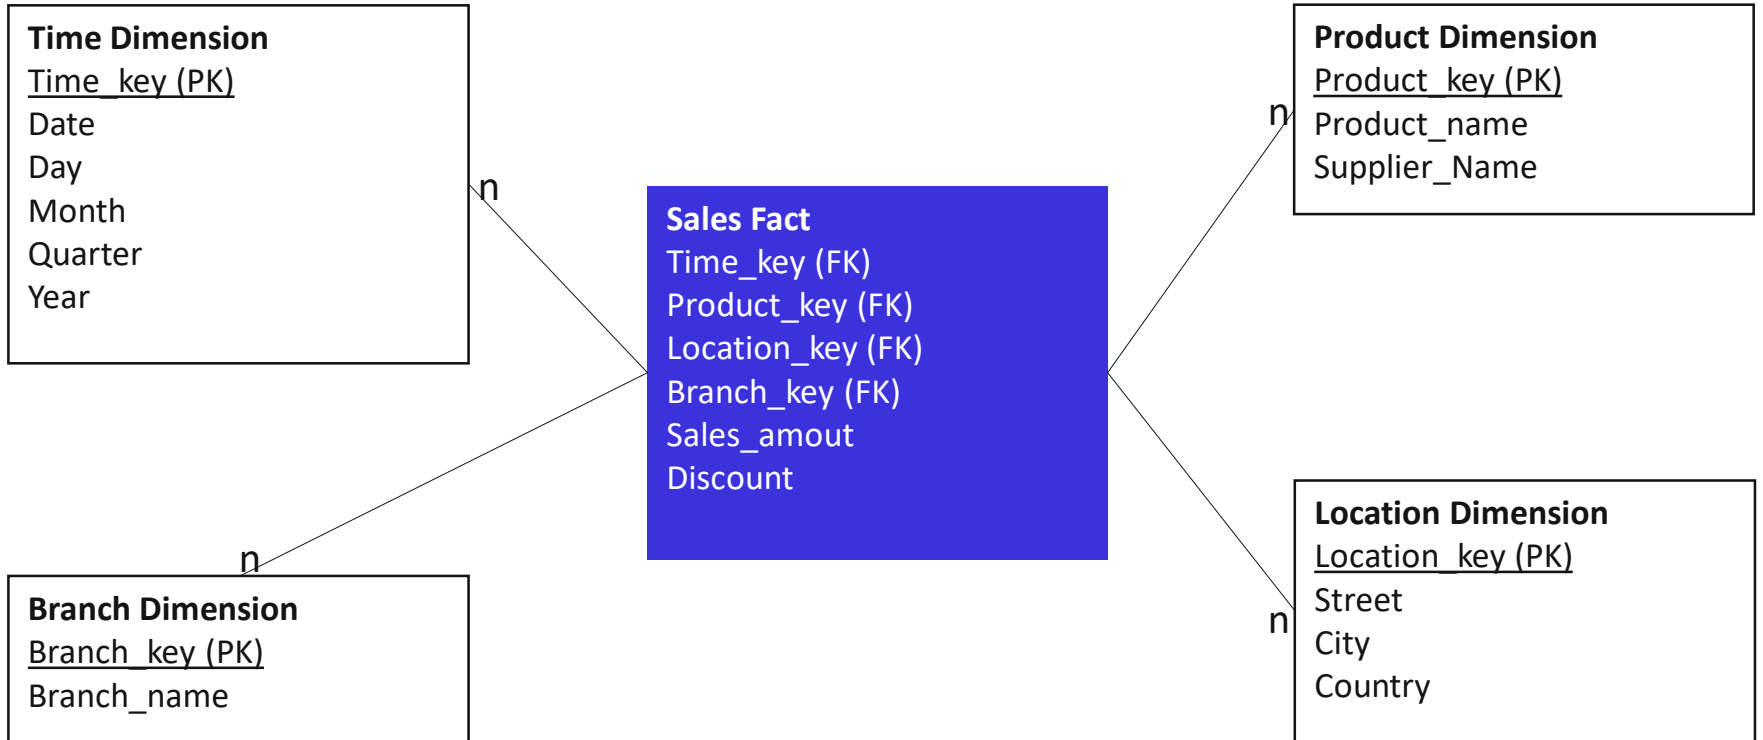 Time Dimension
Time_key (PK)
Date
Day
Month
Quarter
Year
n
Sales Fact
Time_key (FK)
Product_key (FK)
Location_key (FK)
Branch_key (FK)
Sales_amout
Discount
Product Dimension
Product_key (PK)
Product_name
Supplier_Name
n
Branch Dimension
Branch_key (PK)
Branch_name
n
Location Dimension
Location_key (PK)
Street
City
Country
n